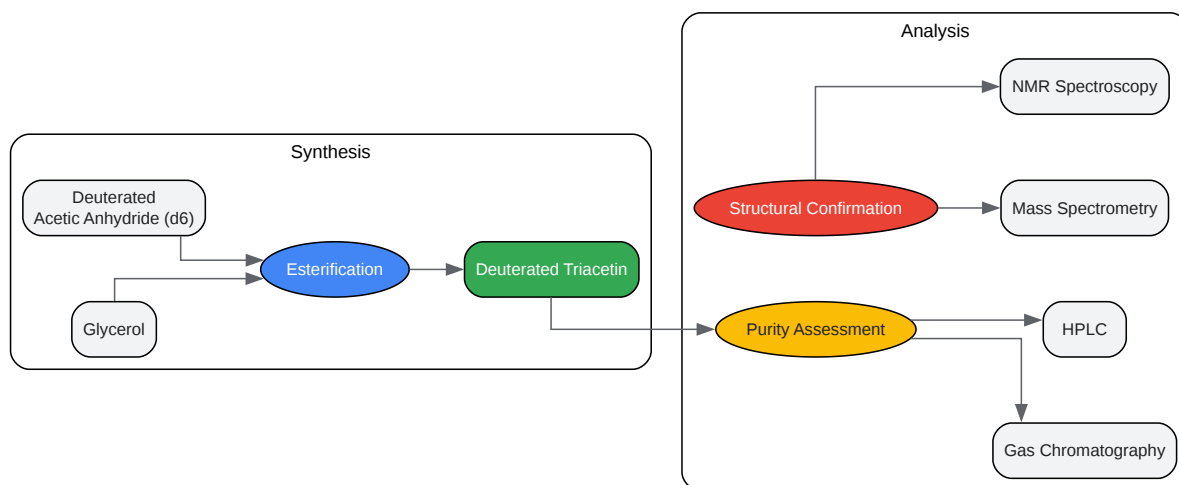 Synthesis
Deuterated
Acetic Anhydride (d6)
Glycerol
Esterification
Deuterated Triacetin
Analysis
Structural Confirmation
NMR Spectroscopy
Mass Spectrometry
Purity Assessment
HPLC
Gas Chromatography